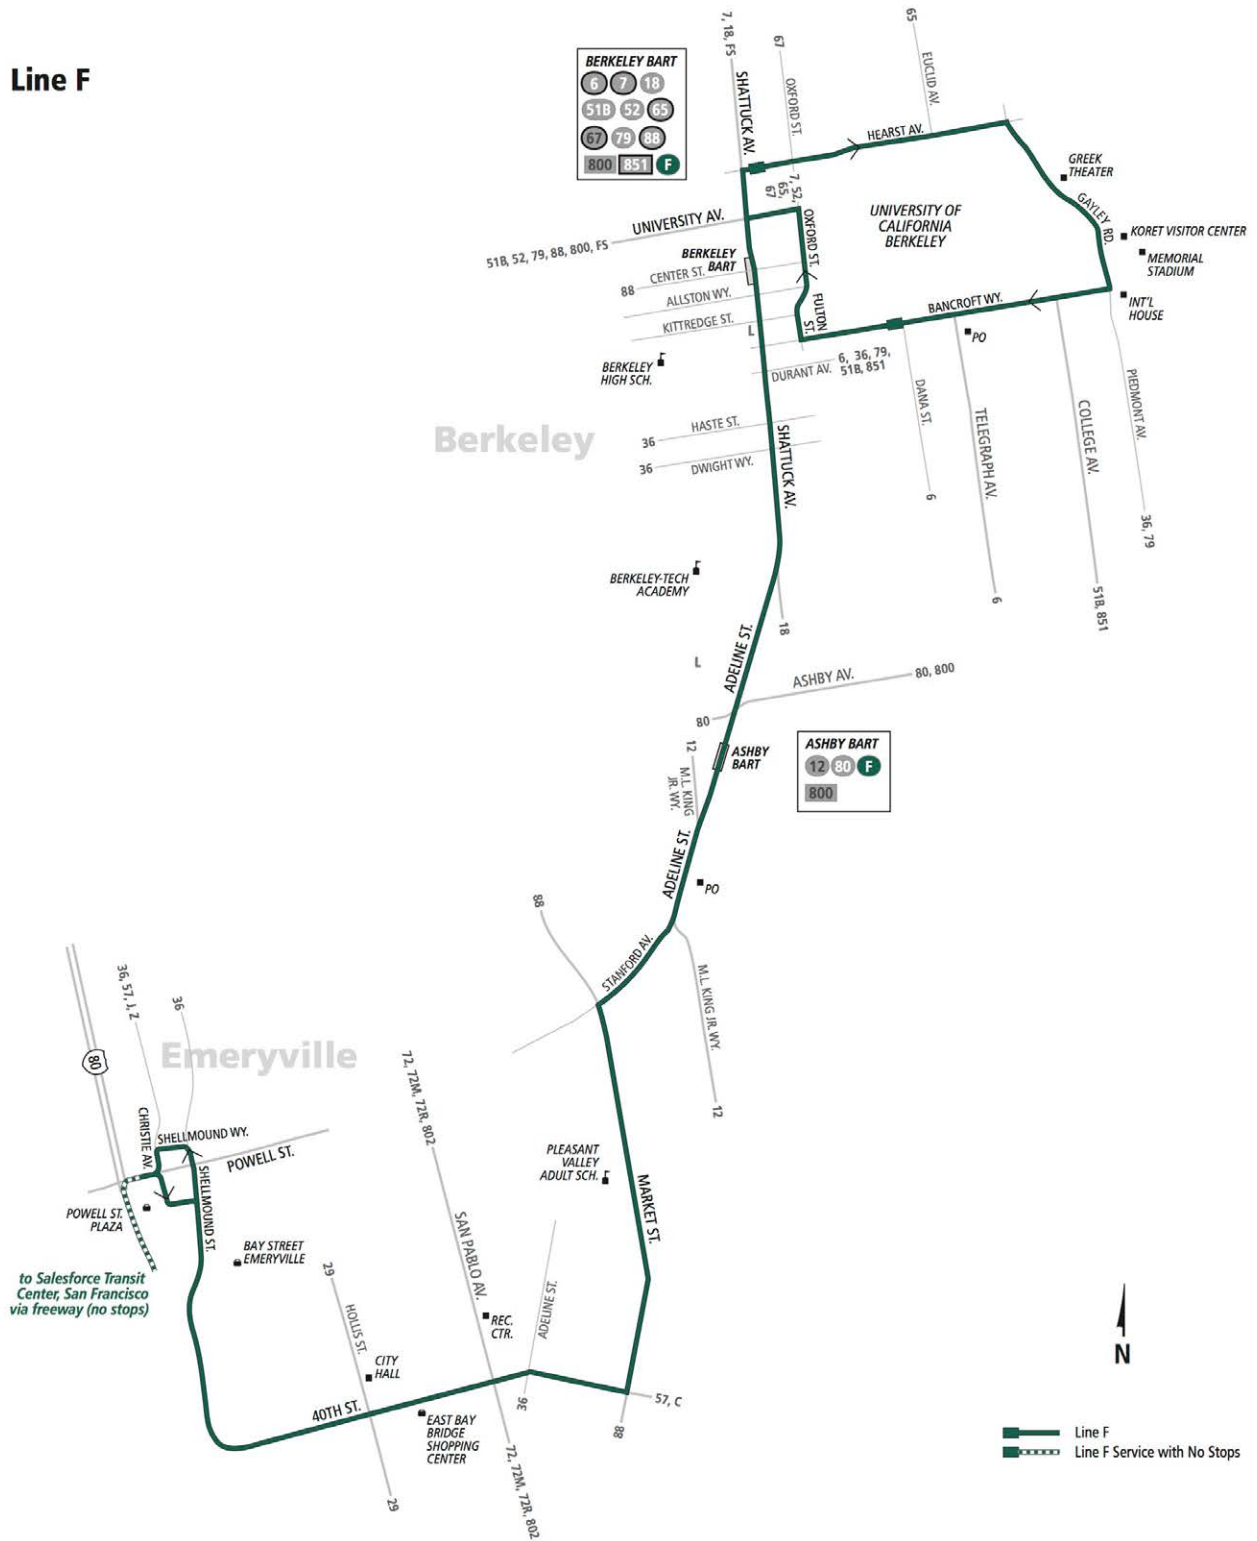 Line F
BERKELEY BART
6 7 18
51B 52 65
67 79 88
800 851 F
7, 18, FS
SHATTUCK AV.
67
OXFORD ST.
65
EUCLID AV.
HEARST AV.
GREEK
THEATER
GAYLEY RD.
KORET VISITOR CENTER
MEMORIAL
STADIUM
INT'L
HOUSE
UNIVERSITY OF
CALIFORNIA
BERKELEY
7, 52,
65,
67
OXFORD ST.
UNIVERSITY AV.
51B, 52, 79, 88, 800, FS
BERKELEY
BART
CENTER ST.
88
ALLSTON WY.
KITTREDGE ST.
L
FULTON
ST.
BANCROFT WY.
PO
BERKELEY
HIGH SCH.
DURANT AV.
6, 36, 79,
51B, 851
DANA ST.
6
TELEGRAPH AV.
6
COLLEGE AV.
51B, 851
PIEDMONT AV.
36, 79
Berkeley
HASTE ST.
36
DWIGHT WY.
36
SHATTUCK AV.
BERKELEY-TECH
ACADEMY
18
ADELINE ST.
L
ASHBY AV.
80, 800
80
12
M.L. KING
JR. WY.
ASHBY
BART
ASHBY BART
12 80 F
800
ADELINE ST.
PO
88
STANFORD AV.
M.L. KING JR. WY.
12
80
36, 57, J, Z
36
Emeryville
CHRISTIE AV.
SHELLMOUND WY.
POWELL ST.
SHELLMOUND ST.
POWELL ST.
PLAZA
BAY STREET
EMERYVILLE
to Salesforce Transit
Center, San Francisco
via freeway (no stops)
72, 72M, 72R, 802
SAN PABLO AV.
PLEASANT
VALLEY
ADULT SCH.
MARKET ST.
29
HOLLIS ST.
REC.
CTR.
ADELINE ST.
CITY
HALL
40TH ST.
EAST BAY
BRIDGE
SHOPPING
CENTER
36
57, C
88
29
72, 72M, 72R, 802
N
Line F
Line F Service with No Stops